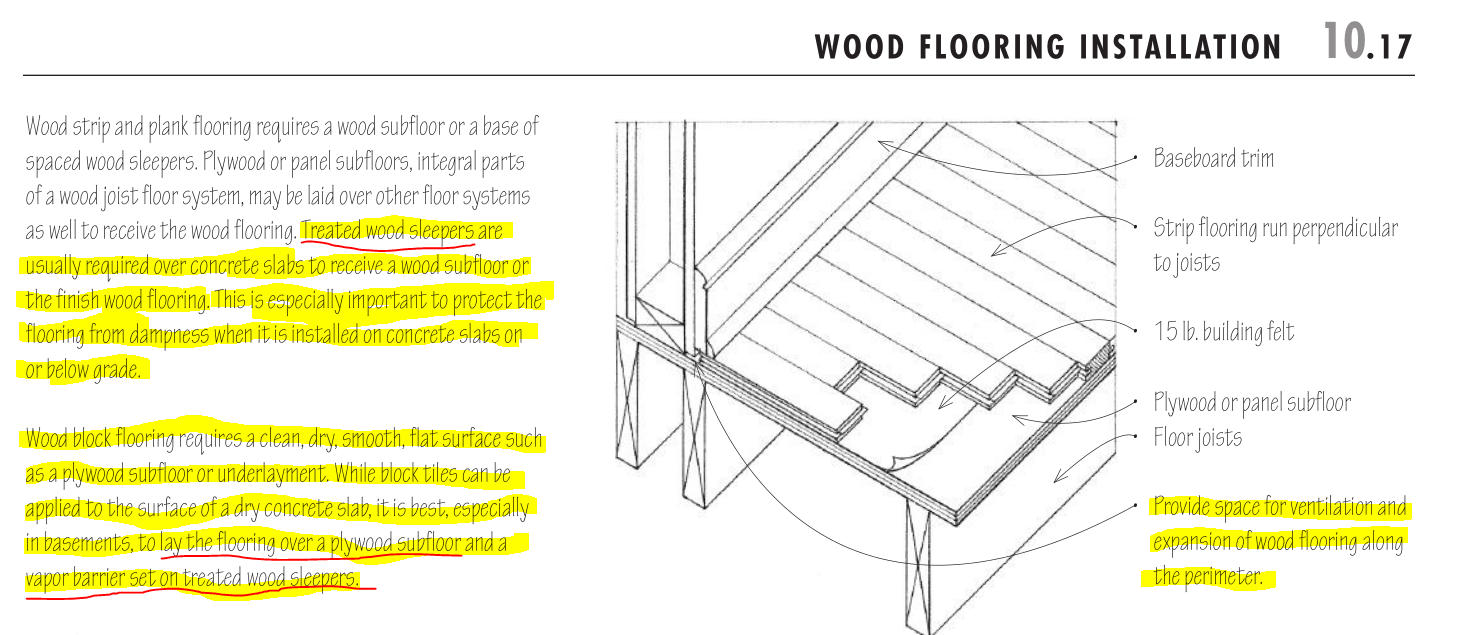 WOOD FLOORING INSTALLATION 10.17
Wood strip and plank flooring requires a wood subfloor or a base of
spaced wood sleepers. Plywood or panel subfloors, integral parts
of a wood joist floor system, may be laid over other floor systems
as well to receive the wood flooring. Treated wood sleepers are
usually required over concrete slabs to receive a wood subfloor or
the finish wood flooring. This is especially important to protect the
flooring from dampness when it is installed on concrete slabs on
or below grade.
Wood block flooring requires a clean, dry, smooth, flat surface such
as a plywood subfloor or underlayment. While block tiles can be
applied to the surface of a dry concrete slab, it is best, especially
in basements, to lay the flooring over a plywood subfloor and a
vapor barrier set on treated wood sleepers.
Baseboard trim
Strip flooring run perpendicular
to joists
15 lb. building felt
Plywood or panel subfloor
Floor joists
Provide space for ventilation and
expansion of wood flooring along
the perimeter.